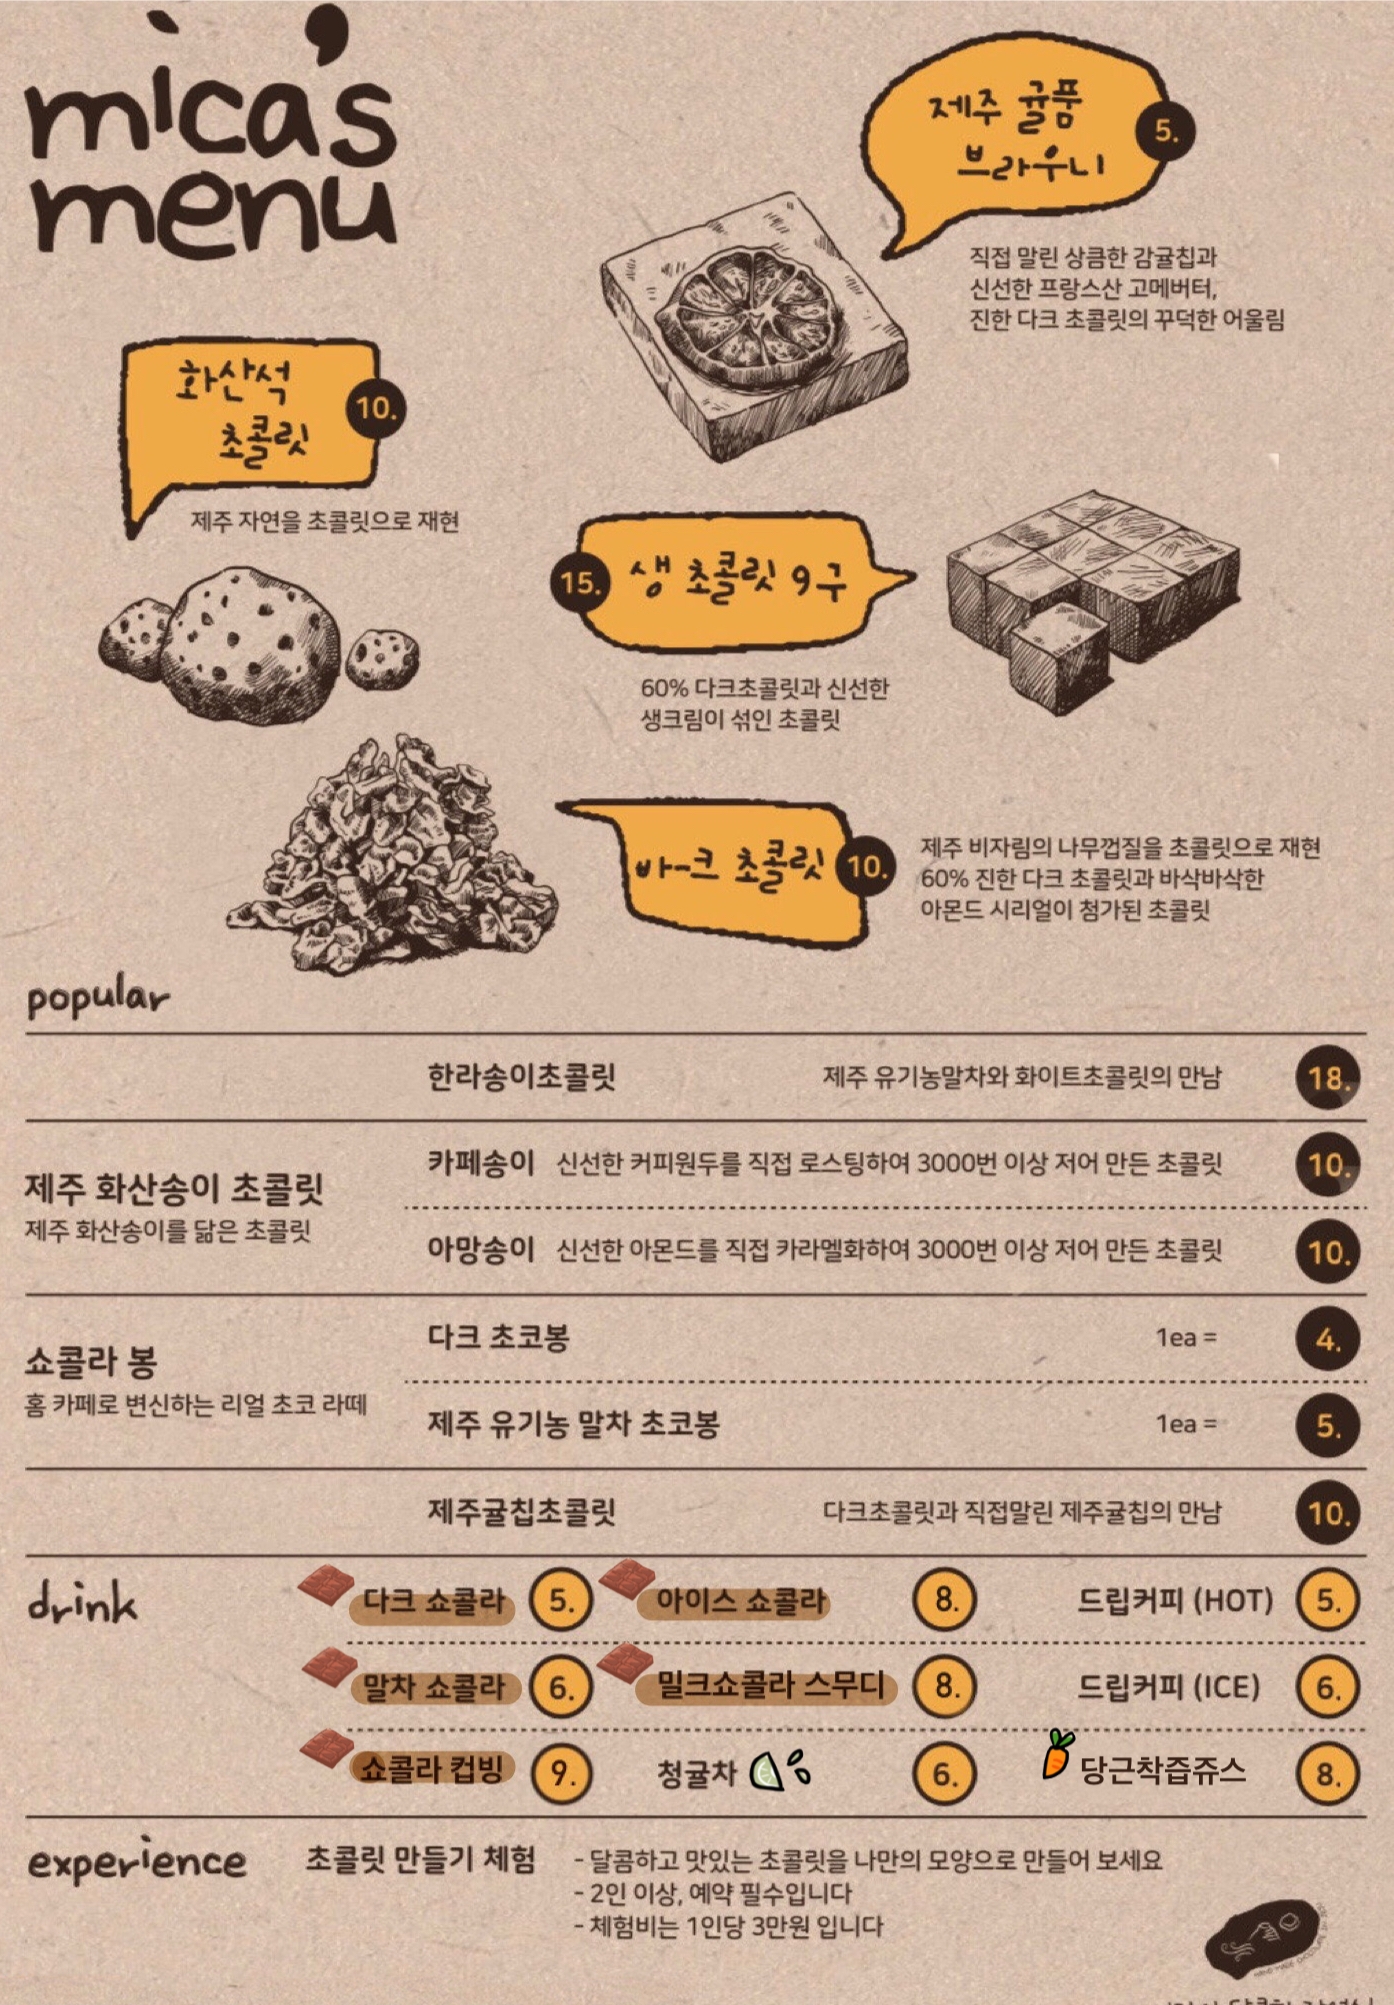 mica's
menu
제주 귤품
브라우니
5.
직접 말린 상큼한 감귤칩과
신선한 프랑스산 고메버터,
진한 다크 초콜릿의 꾸덕한 어울림
화산석
초콜릿
10.
제주 자연을 초콜릿으로 재현
15.
생 초콜릿 9구
60% 다크초콜릿과 신선한
생크림이 섞인 초콜릿
바크 초콜릿
10.
제주 비자림의 나무껍질을 초콜릿으로 재현
60% 진한 다크 초콜릿과 바삭바삭한
아몬드 시리얼이 첨가된 초콜릿
popular
한라송이초콜릿 제주 유기농말차와 화이트초콜릿의 만남 18.
제주 화산송이 초콜릿
제주 화산송이를 닮은 초콜릿
카페송이 신선한 커피원두를 직접 로스팅하여 3000번 이상 저어 만든 초콜릿 10.
아망송이 신선한 아몬드를 직접 카라멜화하여 3000번 이상 저어 만든 초콜릿 10.
쇼콜라 봉
홈 카페로 변신하는 리얼 초코 라떼
다크 초코봉 1ea = 4.
제주 유기농 말차 초코봉 1ea = 5.
제주귤칩초콜릿 다크초콜릿과 직접말린 제주귤칩의 만남 10.
drink
다크 쇼콜라 5. 아이스 쇼콜라 8. 드립커피 (HOT) 5.
말차 쇼콜라 6. 밀크쇼콜라 스무디 8. 드립커피 (ICE) 6.
쇼콜라 컵빙 9. 청귤차 6. 당근착즙쥬스 8.
experience
초콜릿 만들기 체험
- 달콤하고 맛있는 초콜릿을 나만의 모양으로 만들어 보세요
- 2인 이상, 예약 필수입니다
- 체험비는 1인당 3만원 입니다